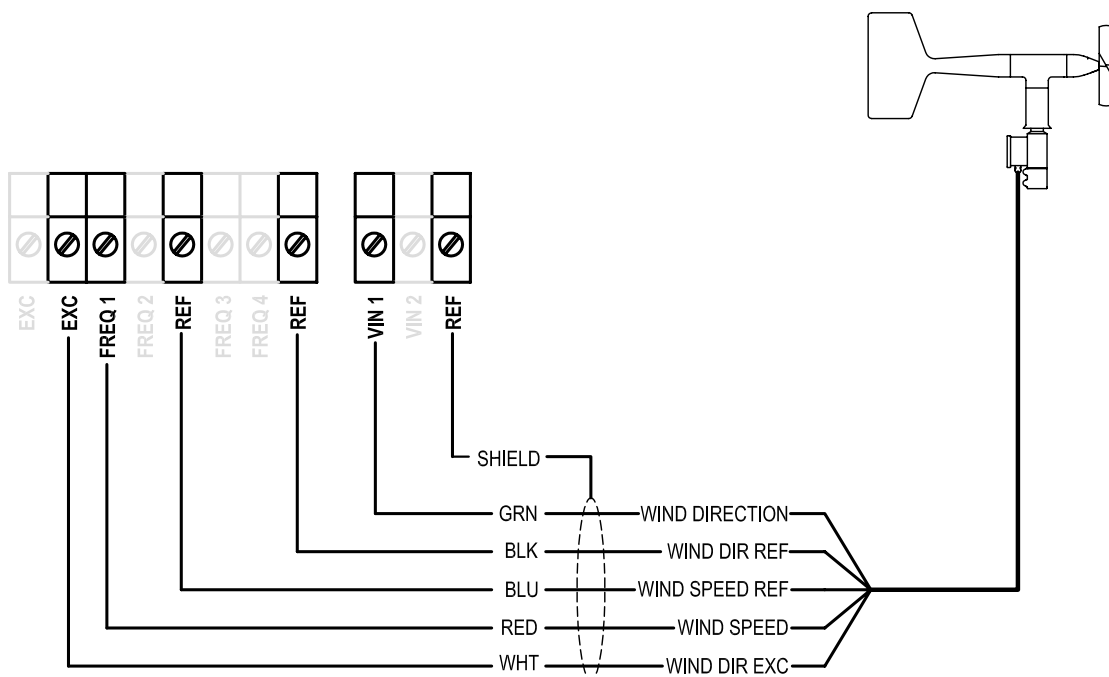 EXC
EXC
FREQ 1
FREQ 2
REF
FREQ 3
FREQ 4
REF
VIN 1
VIN 2
REF
SHIELD
GRN WIND DIRECTION
BLK WIND DIR REF
BLU WIND SPEED REF
RED WIND SPEED
WHT WIND DIR EXC